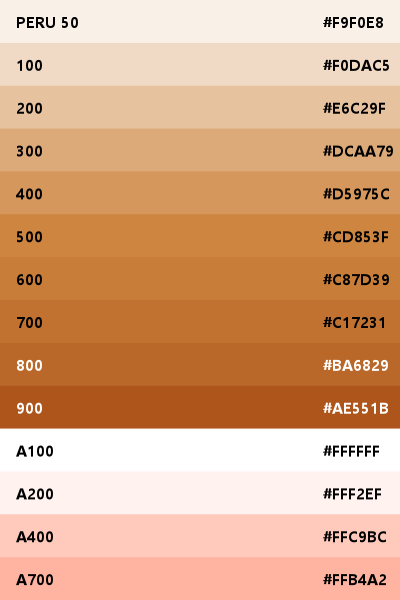 PERU 50 #F9F0E8
100 #F0DAC5
200 #E6C29F
300 #DCAA79
400 #D5975C
500 #CD853F
600 #C87D39
700 #C17231
800 #BA6829
900 #AE551B
A100 #FFFFFF
A200 #FFF2EF
A400 #FFC9BC
A700 #FFB4A2